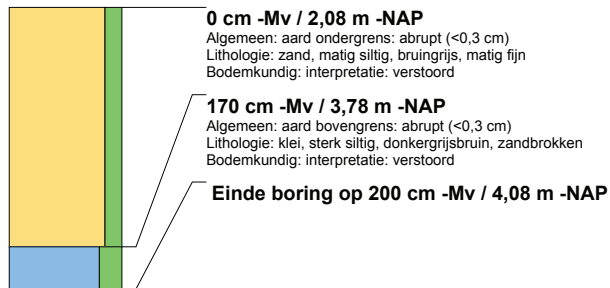 0 cm -Mv / 2,08 m -NAP
Algemeen: aard ondergrens: abrupt (<0,3 cm)
Lithologie: zand, matig siltig, bruingrijs, matig fijn
Bodemkundig: interpretatie: verstoord
170 cm -Mv / 3,78 m -NAP
Algemeen: aard bovengrens: abrupt (<0,3 cm)
Lithologie: klei, sterk siltig, donkergrijsbruin, zandbrokken
Bodemkundig: interpretatie: verstoord
Einde boring op 200 cm -Mv / 4,08 m -NAP